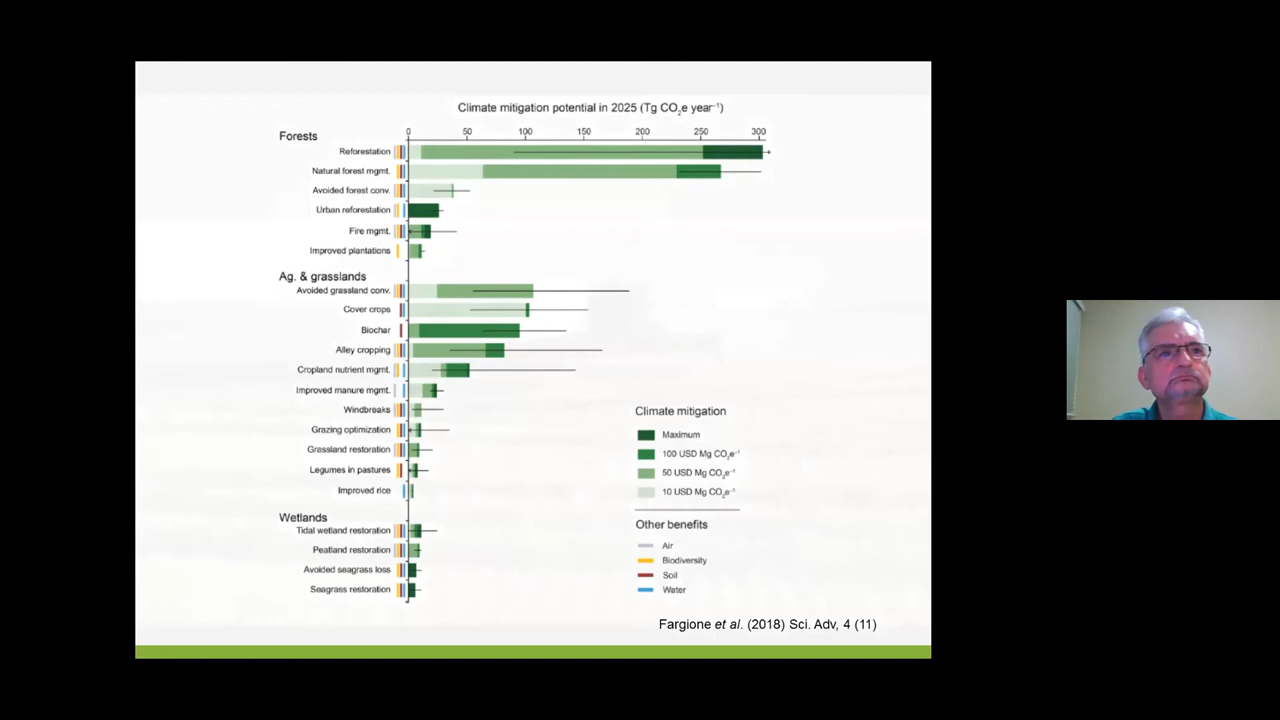 Climate mitigation potential in 2025 (Tg CO2e year⁻¹)
0 50 100 150 200 250 300
Forests
Reforestation
Natural forest mgmt.
Avoided forest conv.
Urban reforestation
Fire mgmt.
Improved plantations
Ag. & grasslands
Avoided grassland conv.
Cover crops
Biochar
Alley cropping
Cropland nutrient mgmt.
Improved manure mgmt.
Windbreaks
Grazing optimization
Grassland restoration
Legumes in pastures
Improved rice
Wetlands
Tidal wetland restoration
Peatland restoration
Avoided seagrass loss
Seagrass restoration
Climate mitigation
Maximum
100 USD Mg CO2e⁻¹
50 USD Mg CO2e⁻¹
10 USD Mg CO2e⁻¹
Other benefits
Air
Biodiversity
Soil
Water
Fargione et al. (2018) Sci. Adv, 4 (11)